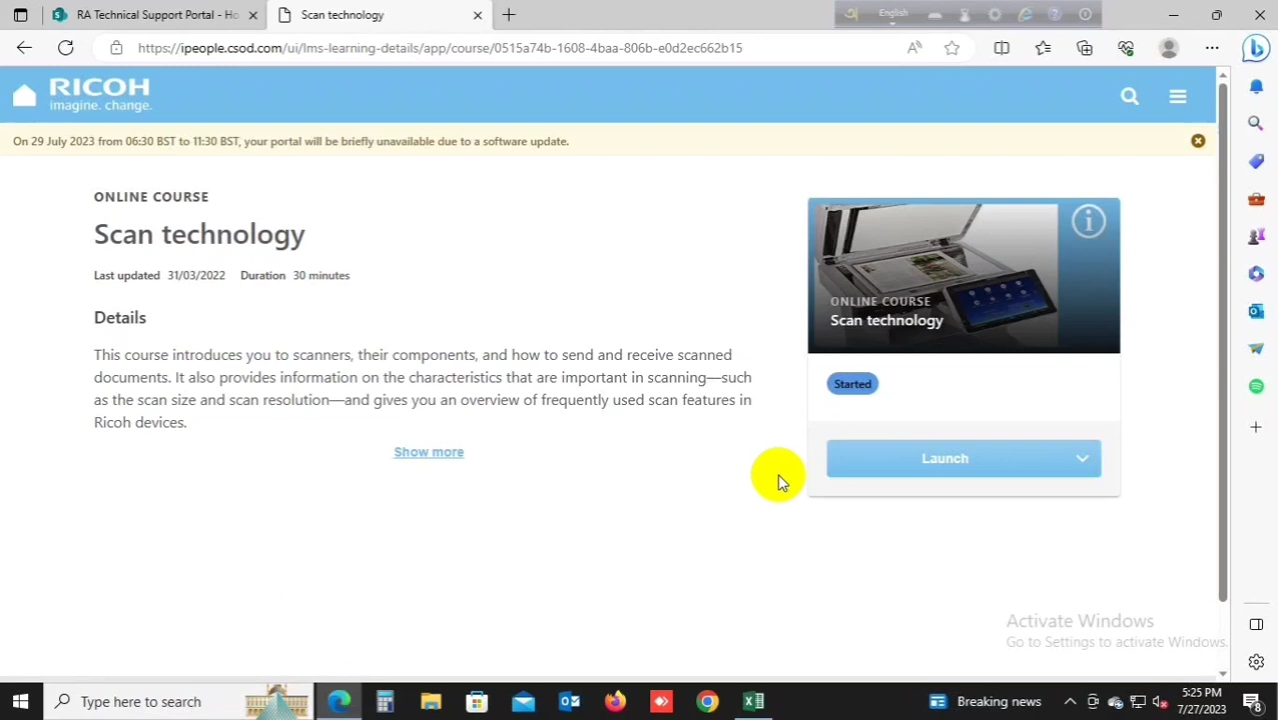 RA Technical Support Portal - Ho
Scan technology
English
https://ipeople.csod.com/ui/lms-learning-details/app/course/0515a74b-1608-4baa-806b-e0d2ec662b15
RICOH
imagine. change.
On 29 July 2023 from 06:30 BST to 11:30 BST, your portal will be briefly unavailable due to a software update.
ONLINE COURSE
Scan technology
Last updated 31/03/2022 Duration 30 minutes
Details
This course introduces you to scanners, their components, and how to send and receive scanned
documents. It also provides information on the characteristics that are important in scanning—such
as the scan size and scan resolution—and gives you an overview of frequently used scan features in
Ricoh devices.
Show more
ONLINE COURSE
Scan technology
Started
Launch
Activate Windows
Go to Settings to activate Windows.
Type here to search
Breaking news
5:25 PM
7/27/2023
8